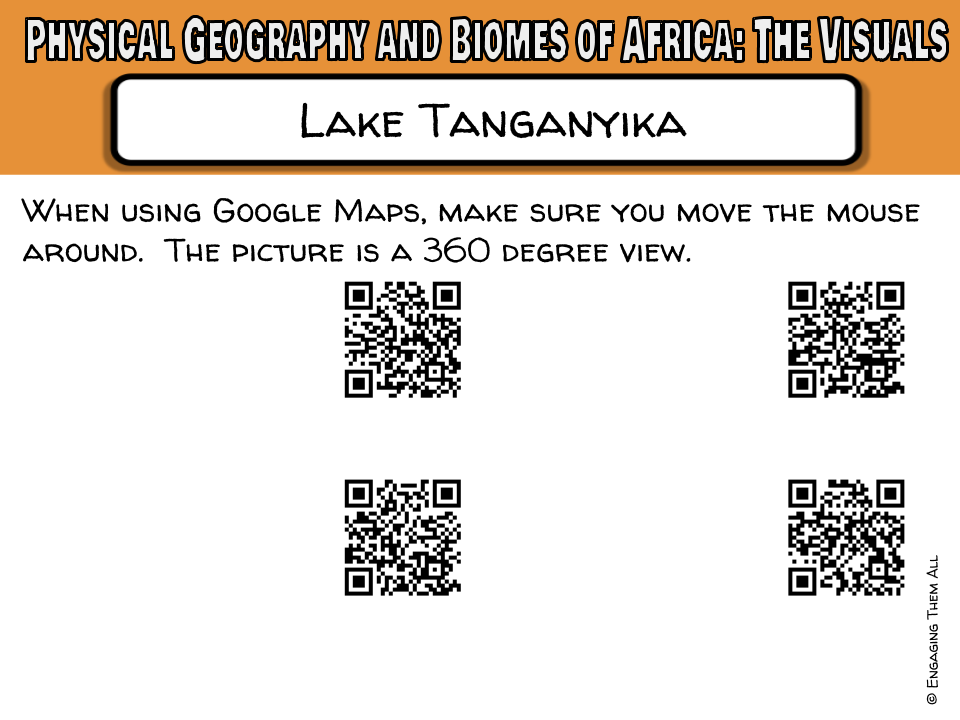 Physical Geography and Biomes of Africa: The Visuals
Lake Tanganyika
When using Google Maps, make sure you move the mouse
around. The picture is a 360 degree view.
© Engaging Them All